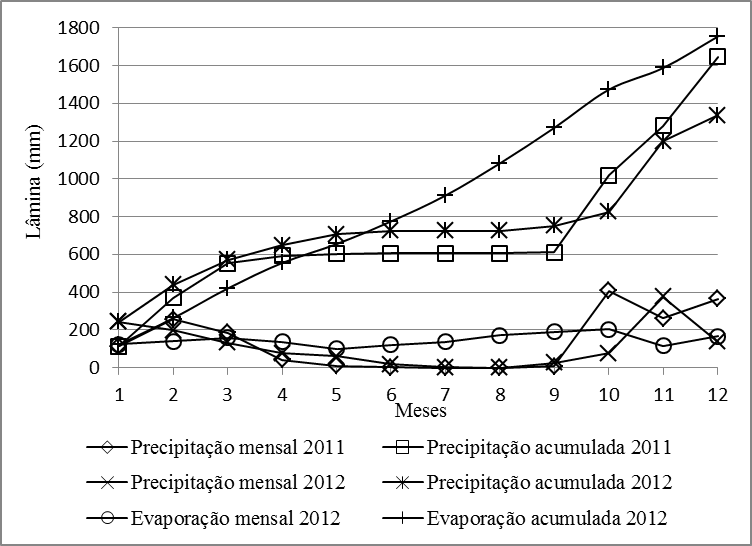 1800
1600
1400
1200
1000
800
600
400
200
0
Lâmina (mm)
1 2 3 4 5 6 7 8 9 10 11 12
Meses
Precipitação mensal 2011
Precipitação acumulada 2011
Precipitação mensal 2012
Precipitação acumulada 2012
Evaporação mensal 2012
Evaporação acumulada 2012